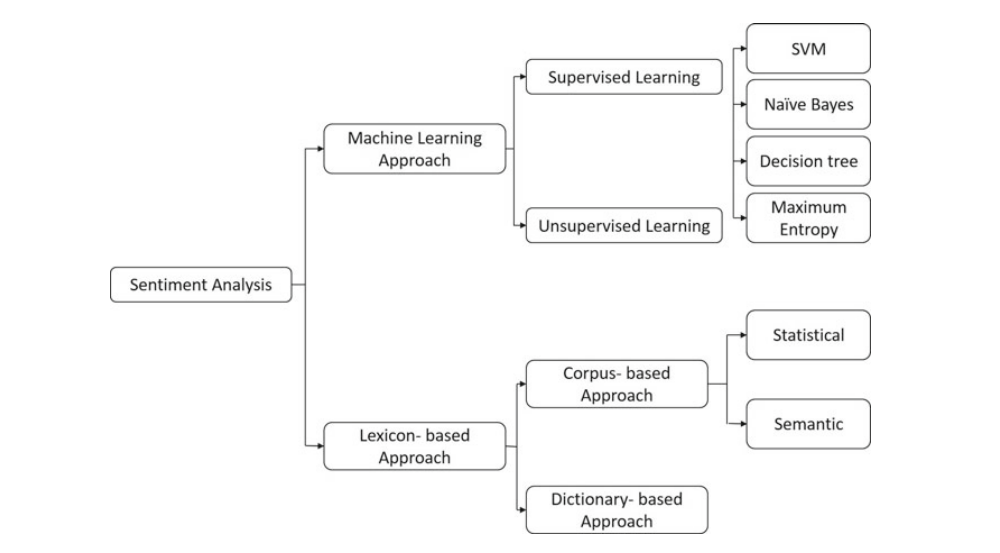 Sentiment Analysis
Machine Learning
Approach
Supervised Learning
SVM
Naïve Bayes
Decision tree
Maximum
Entropy
Unsupervised Learning
Lexicon- based
Approach
Corpus- based
Approach
Statistical
Semantic
Dictionary- based
Approach